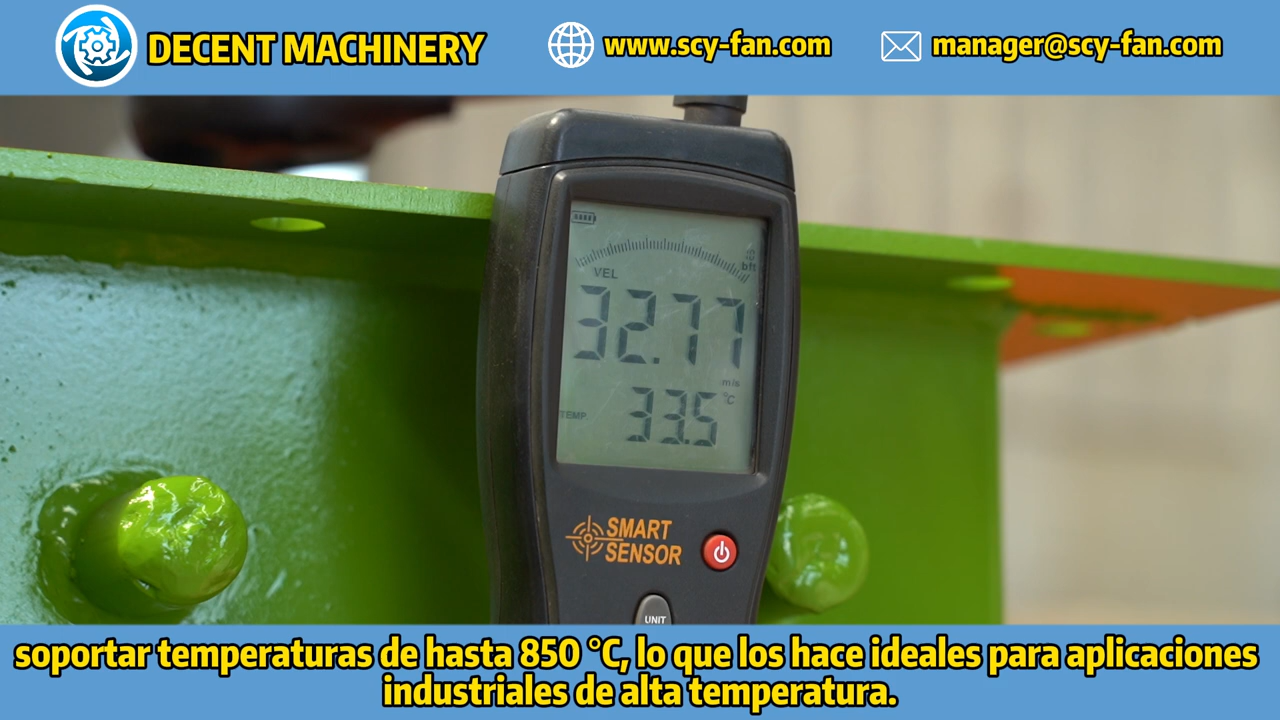 DECENT MACHINERY
www.scy-fan.com
manager@scy-fan.com
bft
VEL
32.77
m/s
°C
TEMP
33.5
SMART
SENSOR
UNIT
soportar temperaturas de hasta 850 °C, lo que los hace ideales para aplicaciones
industriales de alta temperatura.